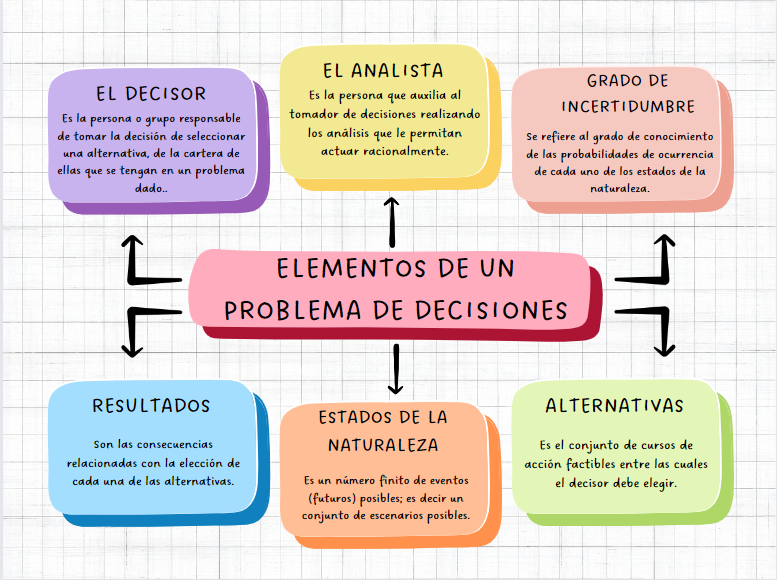 EL DECISOR
Es la persona o grupo responsable
de tomar la decisión de seleccionar
una alternativa, de la cartera de
ellas que se tengan en un problema
dado..
EL ANALISTA
Es la persona que auxilia al
tomador de decisiones realizando
los análisis que le permitan
actuar racionalmente.
GRADO DE
INCERTIDUMBRE
Se refiere al grado de conocimiento
de las probabilidades de ocurrencia
de cada uno de los estados de la
naturaleza.
ELEMENTOS DE UN
PROBLEMA DE DECISIONES
RESULTADOS
Son las consecuencias
relacionadas con la elección de
cada una de las alternativas.
ESTADOS DE LA
NATURALEZA
Es un número finito de eventos
(futuros) posibles; es decir un
conjunto de escenarios posibles.
ALTERNATIVAS
Es el conjunto de cursos de
acción factibles entre las cuales
el decisor debe elegir.